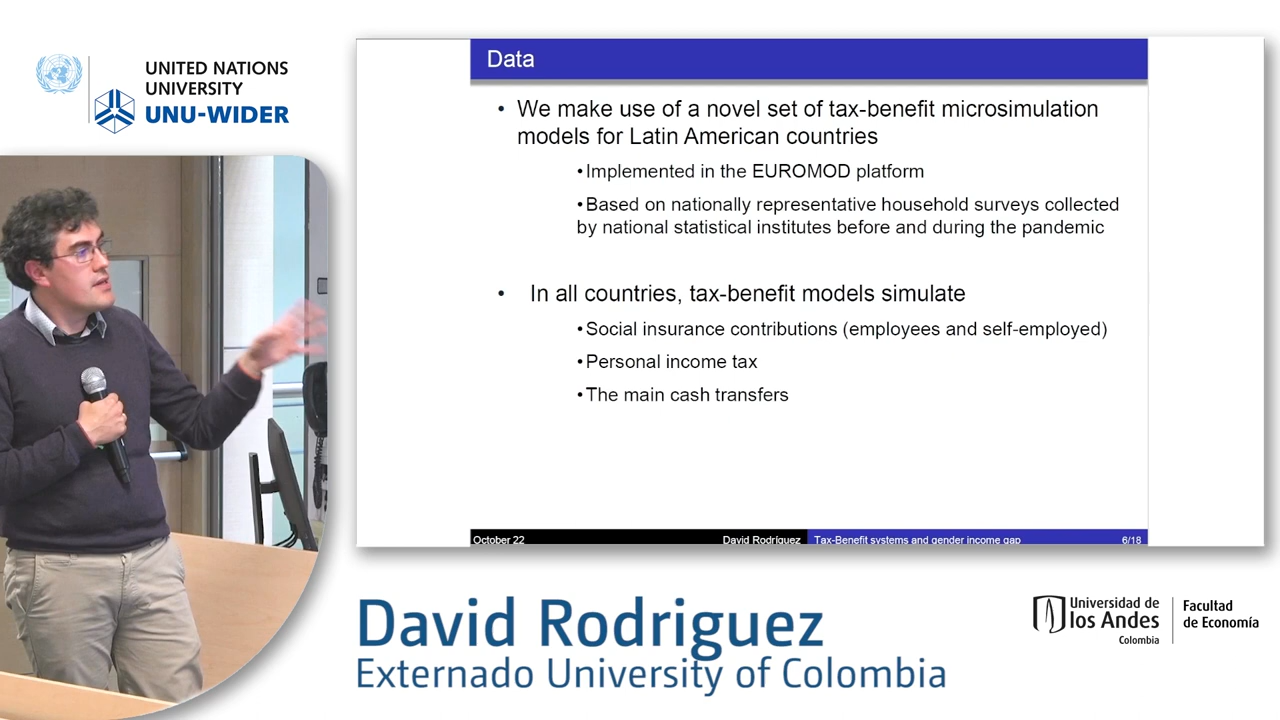 UNITED NATIONS
UNIVERSITY
UNU-WIDER
Data
• We make use of a novel set of tax-benefit microsimulation
models for Latin American countries
•Implemented in the EUROMOD platform
•Based on nationally representative household surveys collected
by national statistical institutes before and during the pandemic
• In all countries, tax-benefit models simulate
•Social insurance contributions (employees and self-employed)
•Personal income tax
•The main cash transfers
October 22 David Rodríguez Tax-Benefit systems and gender income gap 6/18
David Rodriguez
Externado University of Colombia
Universidad de
los Andes
Colombia
Facultad
de Economía